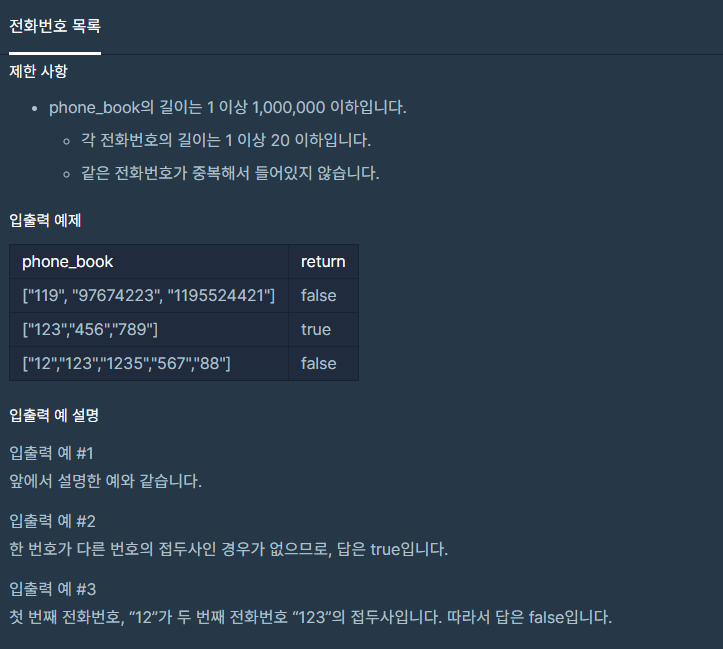 전화번호 목록
제한 사항
• phone_book의 길이는 1 이상 1,000,000 이하입니다.
◦ 각 전화번호의 길이는 1 이상 20 이하입니다.
◦ 같은 전화번호가 중복해서 들어있지 않습니다.
입출력 예제
phone_book return
["119", "97674223", "1195524421"] false
["123","456","789"] true
["12","123","1235","567","88"] false
입출력 예 설명
입출력 예 #1
앞에서 설명한 예와 같습니다.
입출력 예 #2
한 번호가 다른 번호의 접두사인 경우가 없으므로, 답은 true입니다.
입출력 예 #3
첫 번째 전화번호, “12”가 두 번째 전화번호 “123”의 접두사입니다. 따라서 답은 false입니다.